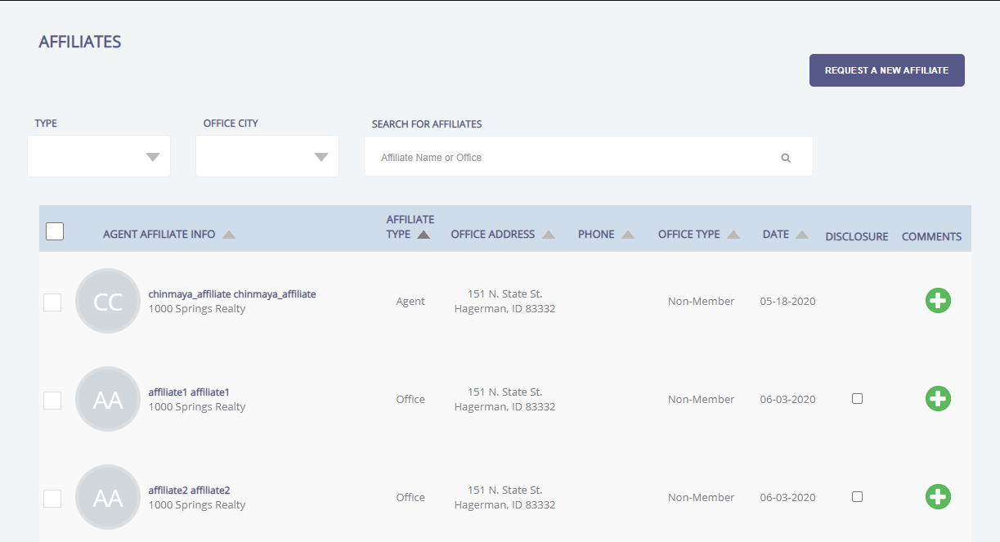 AFFILIATES
REQUEST A NEW AFFILIATE
TYPE
OFFICE CITY
SEARCH FOR AFFILIATES
Affiliate Name or Office
AGENT AFFILIATE INFO
AFFILIATE
TYPE
OFFICE ADDRESS
PHONE
OFFICE TYPE
DATE
DISCLOSURE
COMMENTS
CC
chinmaya_affiliate chinmaya_affiliate
1000 Springs Realty
Agent
151 N. State St.
Hagerman, ID 83332
Non-Member
05-18-2020
AA
affiliate1 affiliate1
1000 Springs Realty
Office
151 N. State St.
Hagerman, ID 83332
Non-Member
06-03-2020
AA
affiliate2 affiliate2
1000 Springs Realty
Office
151 N. State St.
Hagerman, ID 83332
Non-Member
06-03-2020